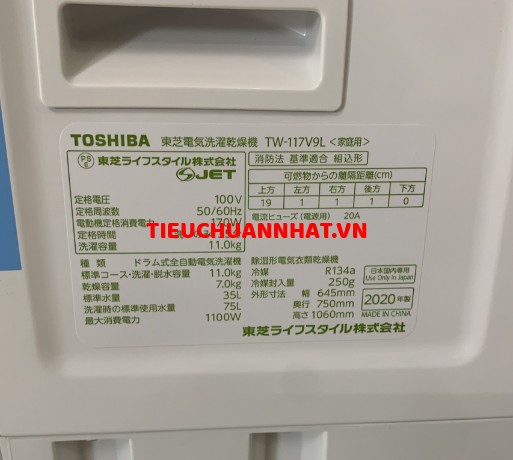 TOSHIBA 東芝電気洗濯乾燥機 TW-117V9L <家庭用>
PS E 東芝ライフスタイル株式会社
JET
消防法 基準適合 組込形
可燃物からの離隔距離(cm)
上方 左方 右方 後方 下方
19 1 1 1 0
電流ヒューズ (電源用) 20A
定格電圧 100V
定格周波数 50/60Hz
電動機定格消費電力 170W
定格時間
洗濯容量 11.0kg
TIEUCHUANNHAT.VN
種類 ドラム式全自動電気洗濯機
標準コース・洗濯・脱水容量 11.0kg
乾燥容量 7.0kg
標準水量 35L
洗濯時の標準使用水量 75L
最大消費電力 1100W
除湿形電気衣類乾燥機
冷媒 R134a
冷媒封入量 250g
外形寸法 幅 645mm
奥行 750mm
高さ 1060mm
日本国内専用
Use Only in Japan
2020年製
MADE IN CHINA
東芝ライフスタイル株式会社